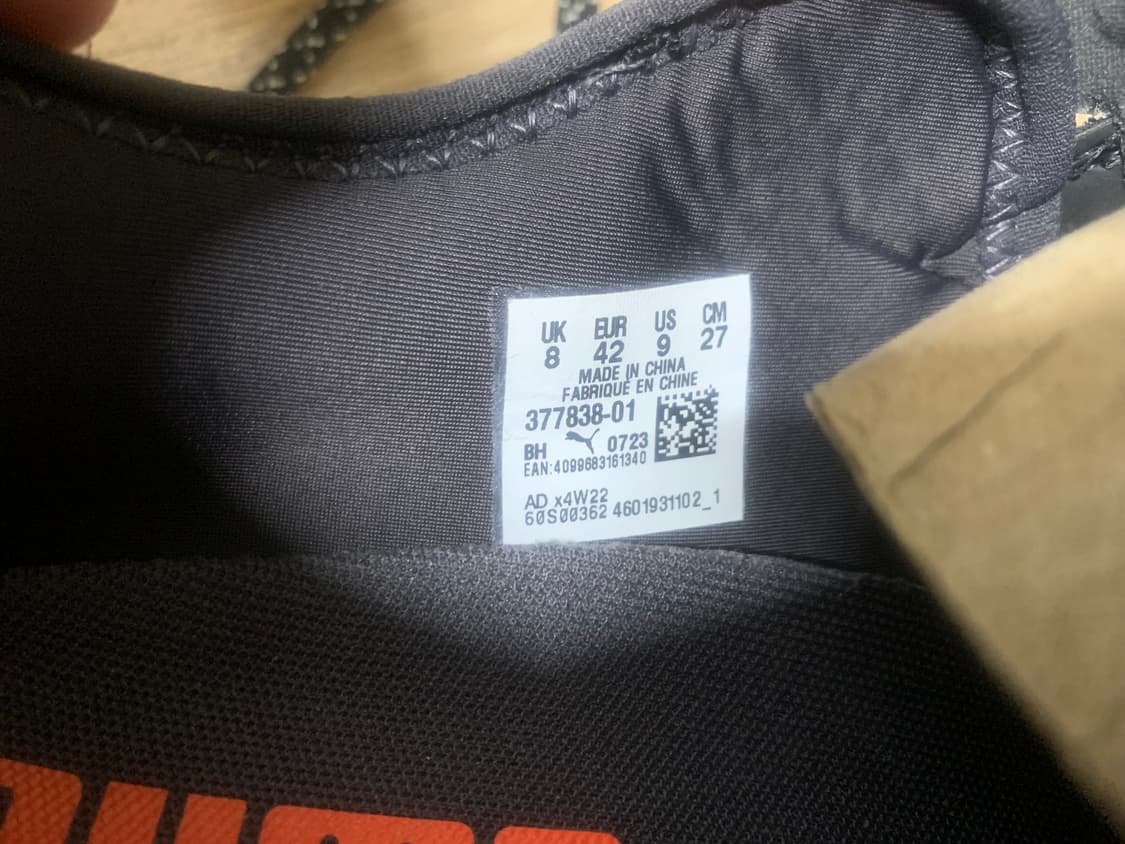 UK EUR US CM
8 42 9 27
MADE IN CHINA
FABRIQUÉ EN CHINE
377838-01
BH 0723
EAN:4099683161340
AD x4W22
60S00362 4601931102_1